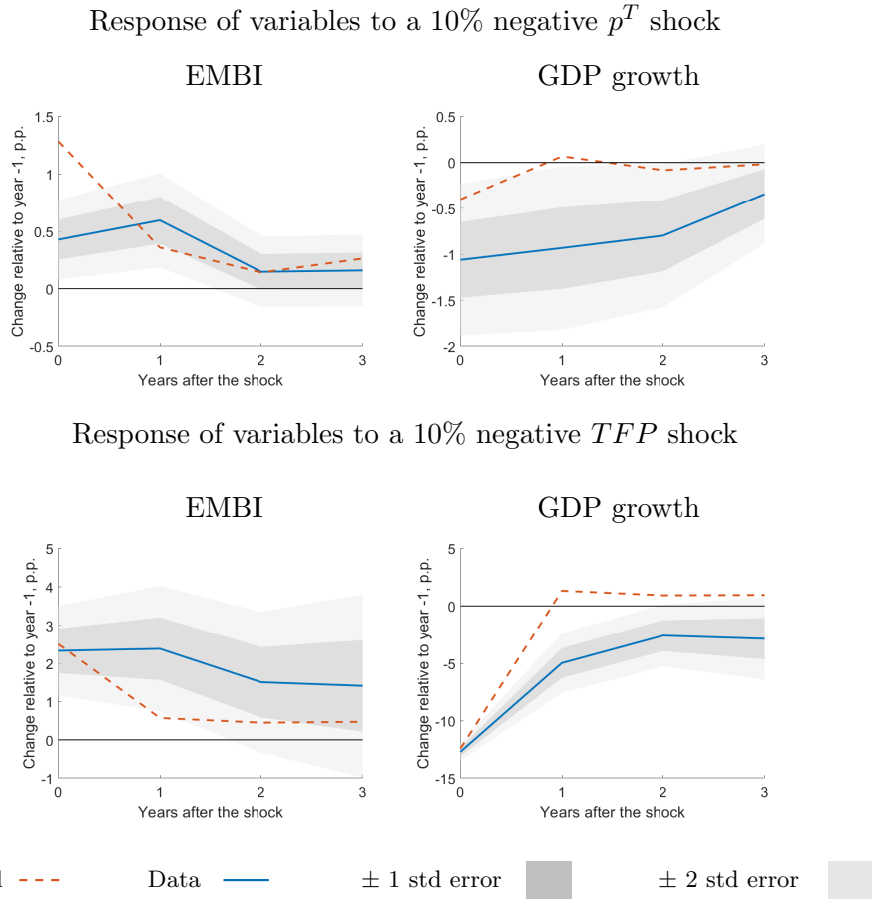 Response of variables to a 10% negative p^T shock
EMBI
GDP growth
Change relative to year -1, p.p.
1.5
1
0.5
0
-0.5
0 1 2 3
Years after the shock
Change relative to year -1, p.p.
0.5
0
-0.5
-1
-1.5
-2
0 1 2 3
Years after the shock
Response of variables to a 10% negative TFP shock
EMBI
GDP growth
Change relative to year -1, p.p.
5
4
3
2
1
0
-1
0 1 2 3
Years after the shock
Change relative to year -1, p.p.
5
0
-5
-10
-15
0 1 2 3
Years after the shock
Data ± 1 std error ± 2 std error